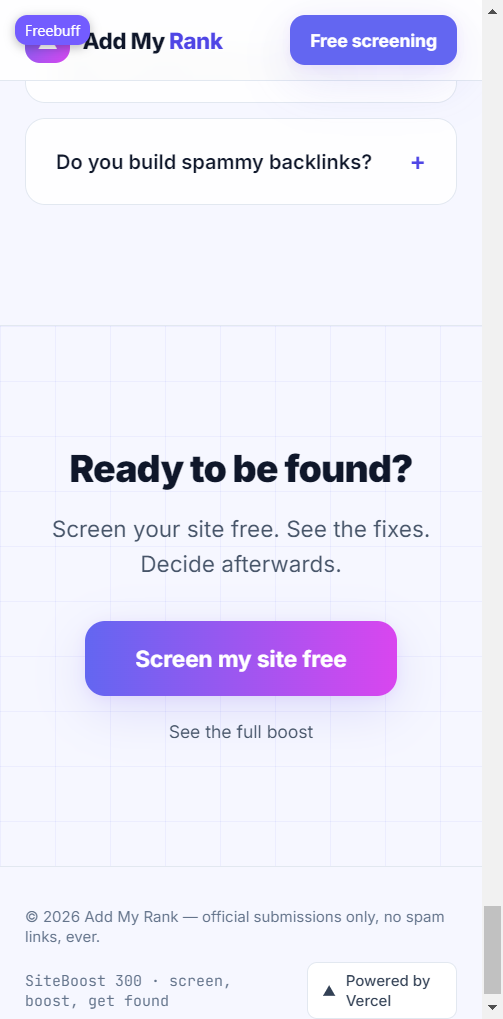 Freebuff
Add My Rank
Free screening
Do you build spammy backlinks?
+
Ready to be found?
Screen your site free. See the fixes.
Decide afterwards.
Screen my site free
See the full boost
© 2026 Add My Rank — official submissions only, no spam
links, ever.
SiteBoost 300 · screen,
boost, get found
▲ Powered by
Vercel